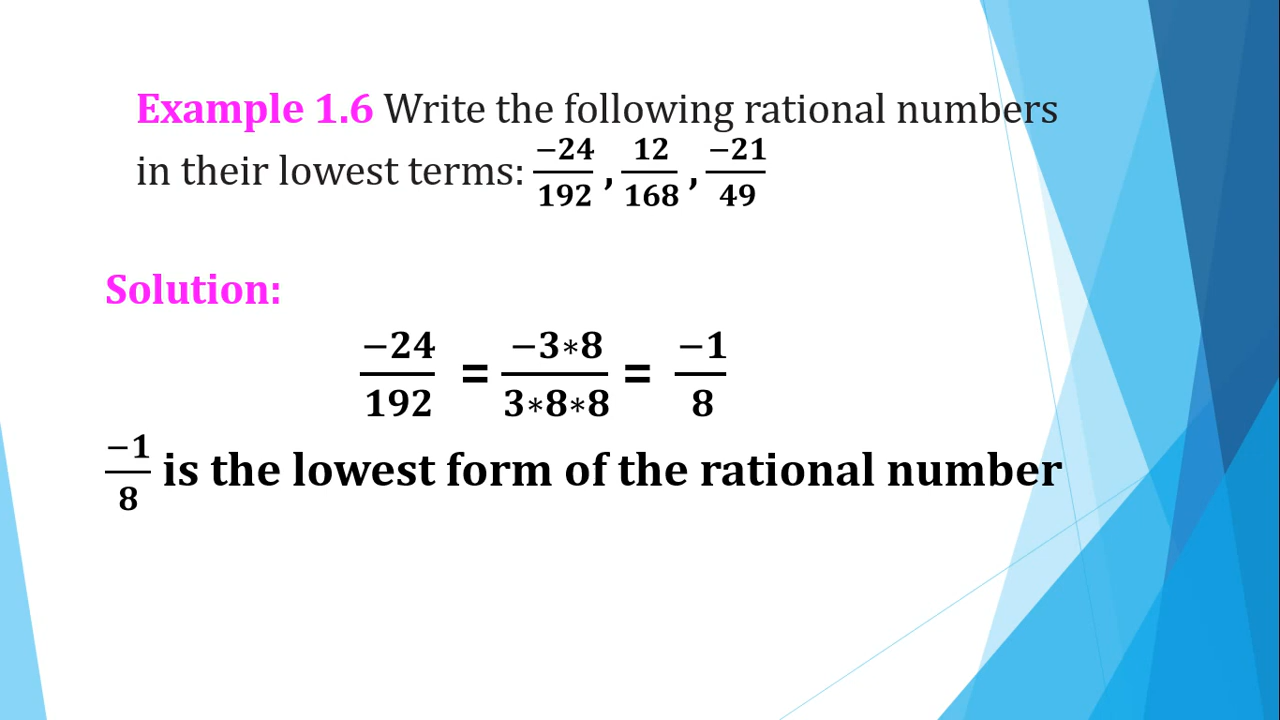 Example 1.6 Write the following rational numbers
in their lowest terms: −24/192 , 12/168 , −21/49
Solution:
−24/192 = −3∗8/3∗8∗8 = −1/8
−1/8 is the lowest form of the rational number